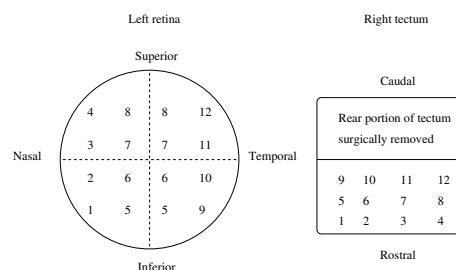 Left retina
Right tectum
Superior
Caudal
4 8 8 12
Rear portion of tectum
surgically removed
3 7 7 11
Nasal
Temporal
2 6 6 10
9 10 11 12
5 6 7 8
1 5 5 9
1 2 3 4
Rostral
Inferior